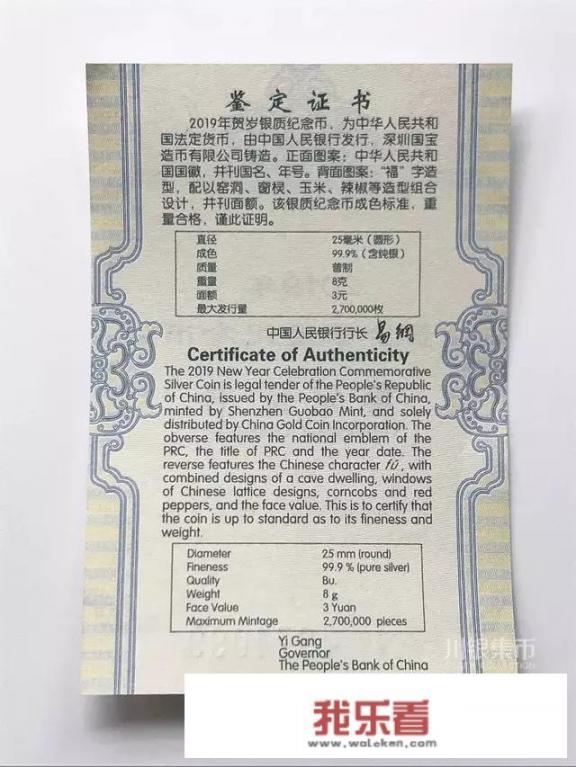 鉴定证书
2019年贺岁银质纪念币，为中华人民共和
国法定货币，由中国人民银行发行，深圳国宝
造币有限公司铸造。正面图案：中华人民共和
国国徽，并刊国名、年号。背面图案：“福”字造
型，配以窑洞、窗棂、玉米、辣椒等造型组合
设计，并刊面额。该银质纪念币成色标准，重
量合格，谨此证明。
直径 25毫米（圆形）
成色 99.9%（含纯银）
质量 普制
重量 8克
面额 3元
最大发行量 2,700,000枚
中国人民银行行长 易纲
Certificate of Authenticity
The 2019 New Year Celebration Commemorative
Silver Coin is legal tender of the People's Republic
of China, issued by the People's Bank of China,
minted by Shenzhen Guobao Mint, and solely
distributed by China Gold Coin Incorporation. The
obverse features the national emblem of the
PRC, the title of PRC and the year date. The
reverse features the Chinese character fú, with
combined designs of a cave dwelling, windows
of Chinese lattice designs, corncobs and red
peppers, and the face value. This is to certify that
the coin is up to standard as to its fineness and
weight.
Diameter 25 mm (round)
Fineness 99.9 % (pure silver)
Quality Bu.
Weight 8 g
Face Value 3 Yuan
Maximum Mintage 2,700,000 pieces
Yi Gang
Governor
The People's Bank of China
川银集币
我乐看
www.waleken.com